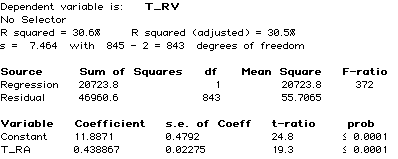 Dependent variable is: T_RV
No Selector
R squared = 30.6% R squared (adjusted) = 30.5%
s = 7.464 with 845 - 2 = 843 degrees of freedom
Source Sum of Squares df Mean Square F-ratio
Regression 20723.8 1 20723.8 372
Residual 46960.6 843 55.7065
Variable Coefficient s.e. of Coeff t-ratio prob
Constant 11.8871 0.4792 24.8 ≤ 0.0001
T_RA 0.438867 0.02275 19.3 ≤ 0.0001